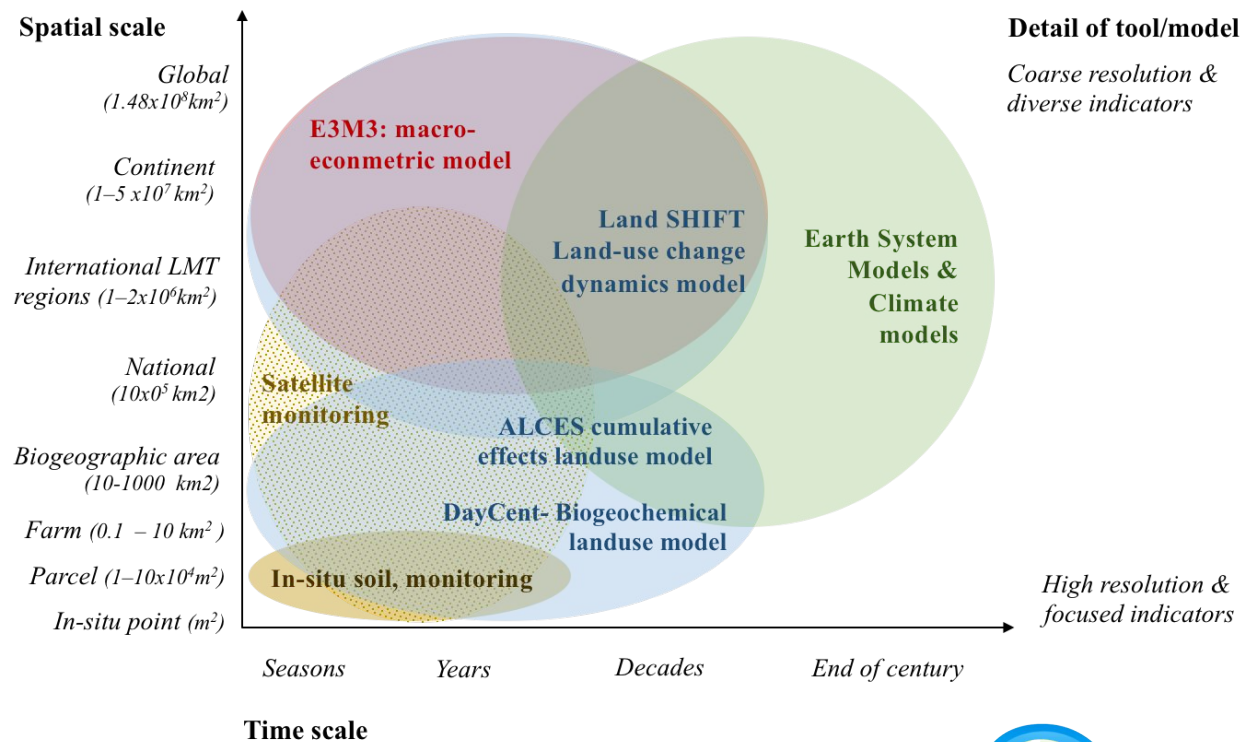 Spatial scale
Global
(1.48x10⁸km²)
Continent
(1–5 x10⁷ km²)
International LMT
regions (1–2x10⁶km²)
National
(10x0⁵ km2)
Biogeographic area
(10-1000 km2)
Farm (0.1 – 10 km² )
Parcel (1–10x10⁴m²)
In-situ point (m²)
E3M3: macro-
econmetric model
Land SHIFT
Land-use change
dynamics model
Earth System
Models &
Climate
models
Satellite
monitoring
ALCES cumulative
effects landuse model
DayCent- Biogeochemical
landuse model
In-situ soil, monitoring
Detail of tool/model
Coarse resolution &
diverse indicators
High resolution &
focused indicators
Seasons
Years
Decades
End of century
Time scale